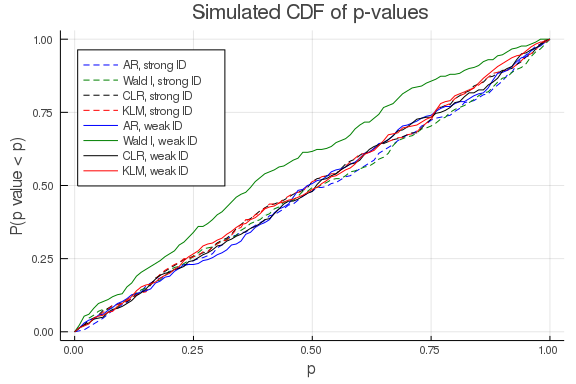 Simulated CDF of p-values
P(p value < p)
1.00
0.75
0.50
0.25
0.00
AR, strong ID
Wald I, strong ID
CLR, strong ID
KLM, strong ID
AR, weak ID
Wald I, weak ID
CLR, weak ID
KLM, weak ID
0.00 0.25 0.50 0.75 1.00
p